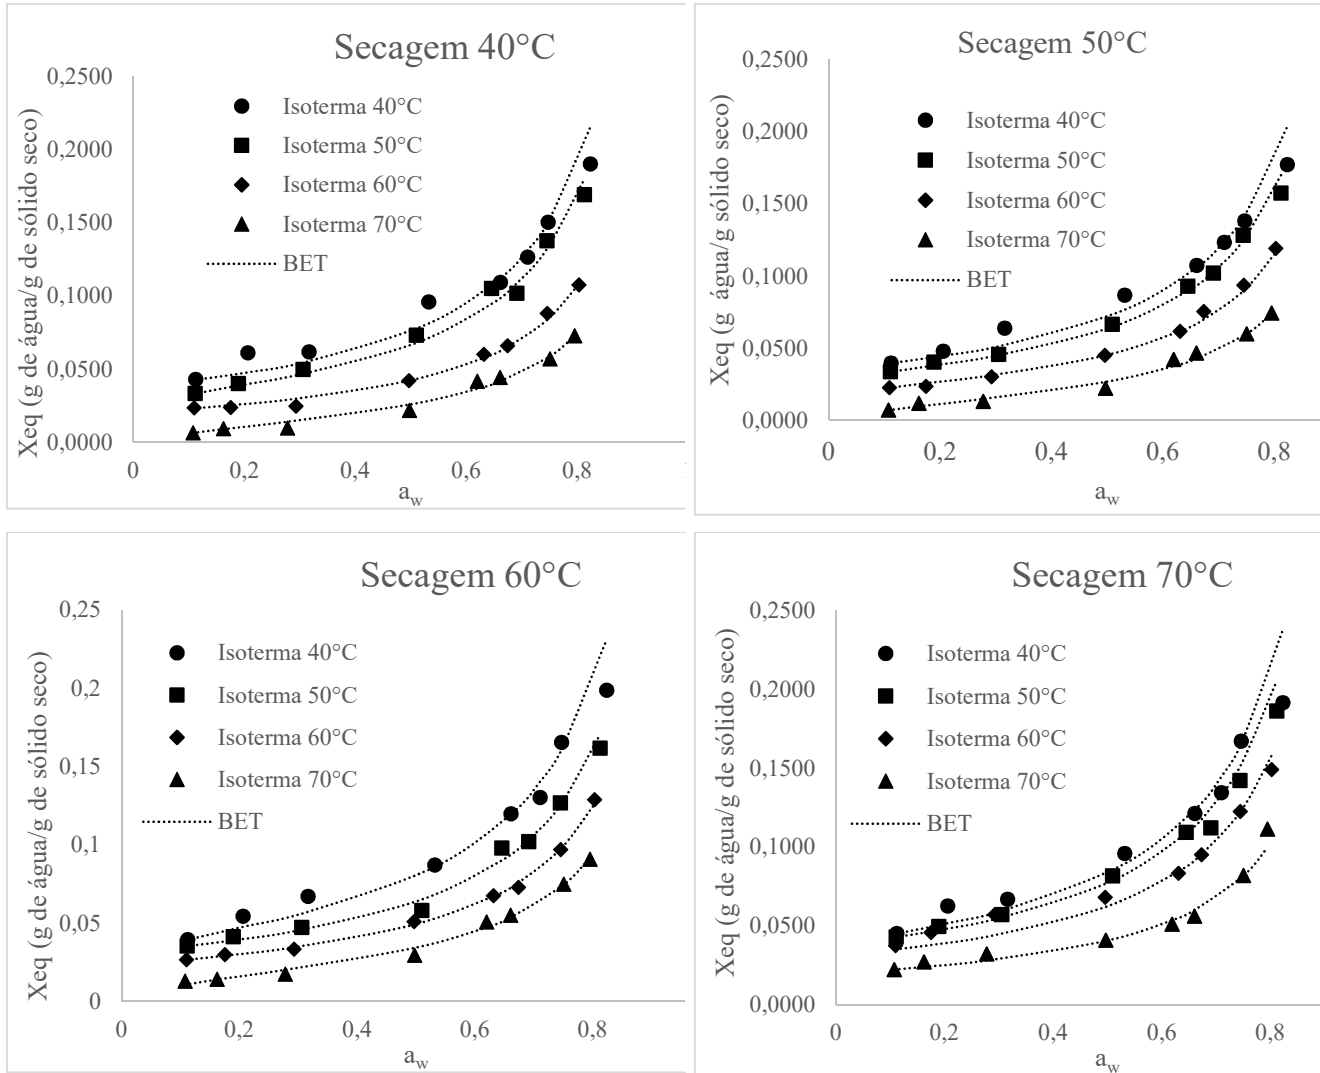 Secagem 40°C
Xeq (g de água/g de sólido seco)
0,2500
0,2000
0,1500
0,1000
0,0500
0,0000
Isoterma 40°C
Isoterma 50°C
Isoterma 60°C
Isoterma 70°C
BET
0 0,2 0,4 0,6 0,8
aw
Secagem 50°C
Xeq (g água/g sólido seco)
0,2500
0,2000
0,1500
0,1000
0,0500
0,0000
Isoterma 40°C
Isoterma 50°C
Isoterma 60°C
Isoterma 70°C
BET
0 0,2 0,4 0,6 0,8
aw
Secagem 60°C
Xeq (g de água/g de sólido seco)
0,25
0,2
0,15
0,1
0,05
0
Isoterma 40°C
Isoterma 50°C
Isoterma 60°C
Isoterma 70°C
BET
0 0,2 0,4 0,6 0,8
aw
Secagem 70°C
Xeq (g de água/g de sólido seco)
0,2500
0,2000
0,1500
0,1000
0,0500
0,0000
Isoterma 40°C
Isoterma 50°C
Isoterma 60°C
Isoterma 70°C
BET
0 0,2 0,4 0,6 0,8
aw